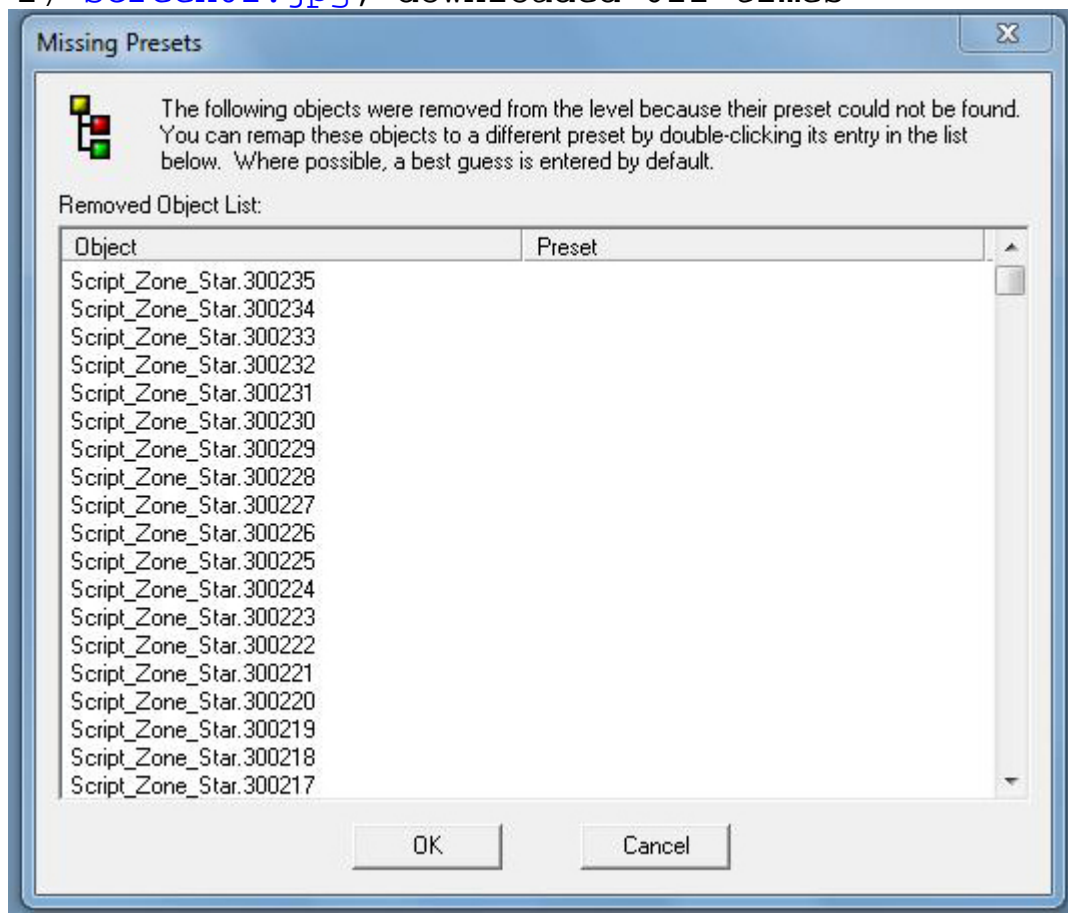 Missing Presets
The following objects were removed from the level because their preset could not be found.
You can remap these objects to a different preset by double-clicking its entry in the list
below. Where possible, a best guess is entered by default.
Removed Object List:
Object Preset
Script_Zone_Star.300235
Script_Zone_Star.300234
Script_Zone_Star.300233
Script_Zone_Star.300232
Script_Zone_Star.300231
Script_Zone_Star.300230
Script_Zone_Star.300229
Script_Zone_Star.300228
Script_Zone_Star.300227
Script_Zone_Star.300226
Script_Zone_Star.300225
Script_Zone_Star.300224
Script_Zone_Star.300223
Script_Zone_Star.300222
Script_Zone_Star.300221
Script_Zone_Star.300220
Script_Zone_Star.300219
Script_Zone_Star.300218
Script_Zone_Star.300217
OK Cancel